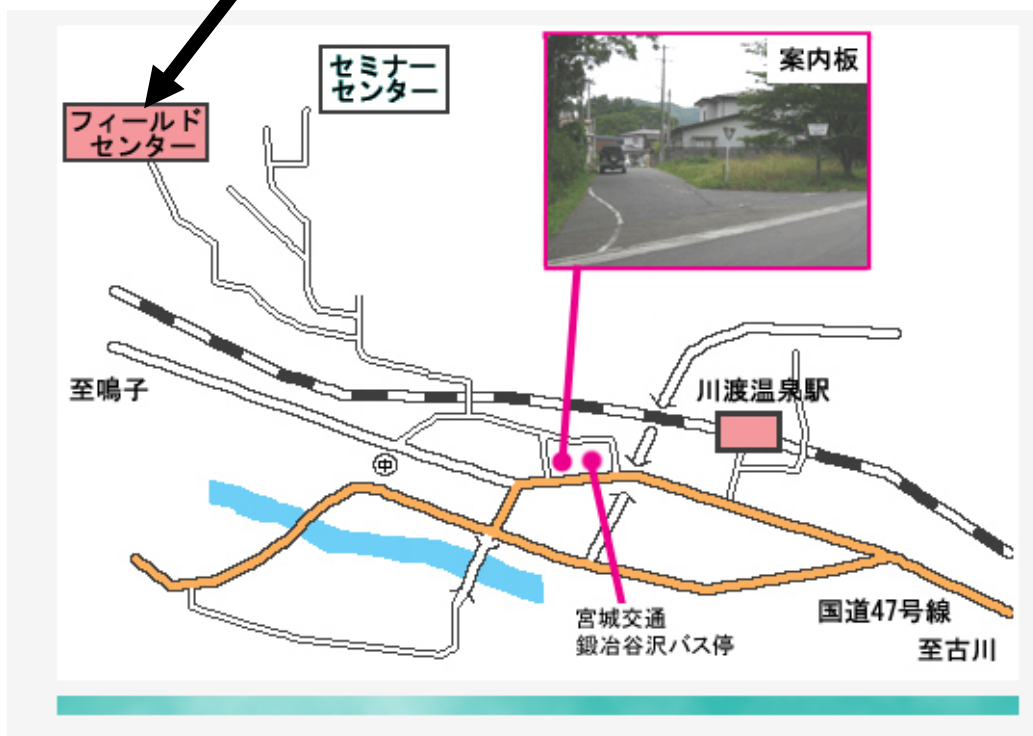 セミナー
センター
案内板
フィールド
センター
至鳴子
川渡温泉駅
中
宮城交通
鍛冶谷沢バス停
国道47号線
至古川